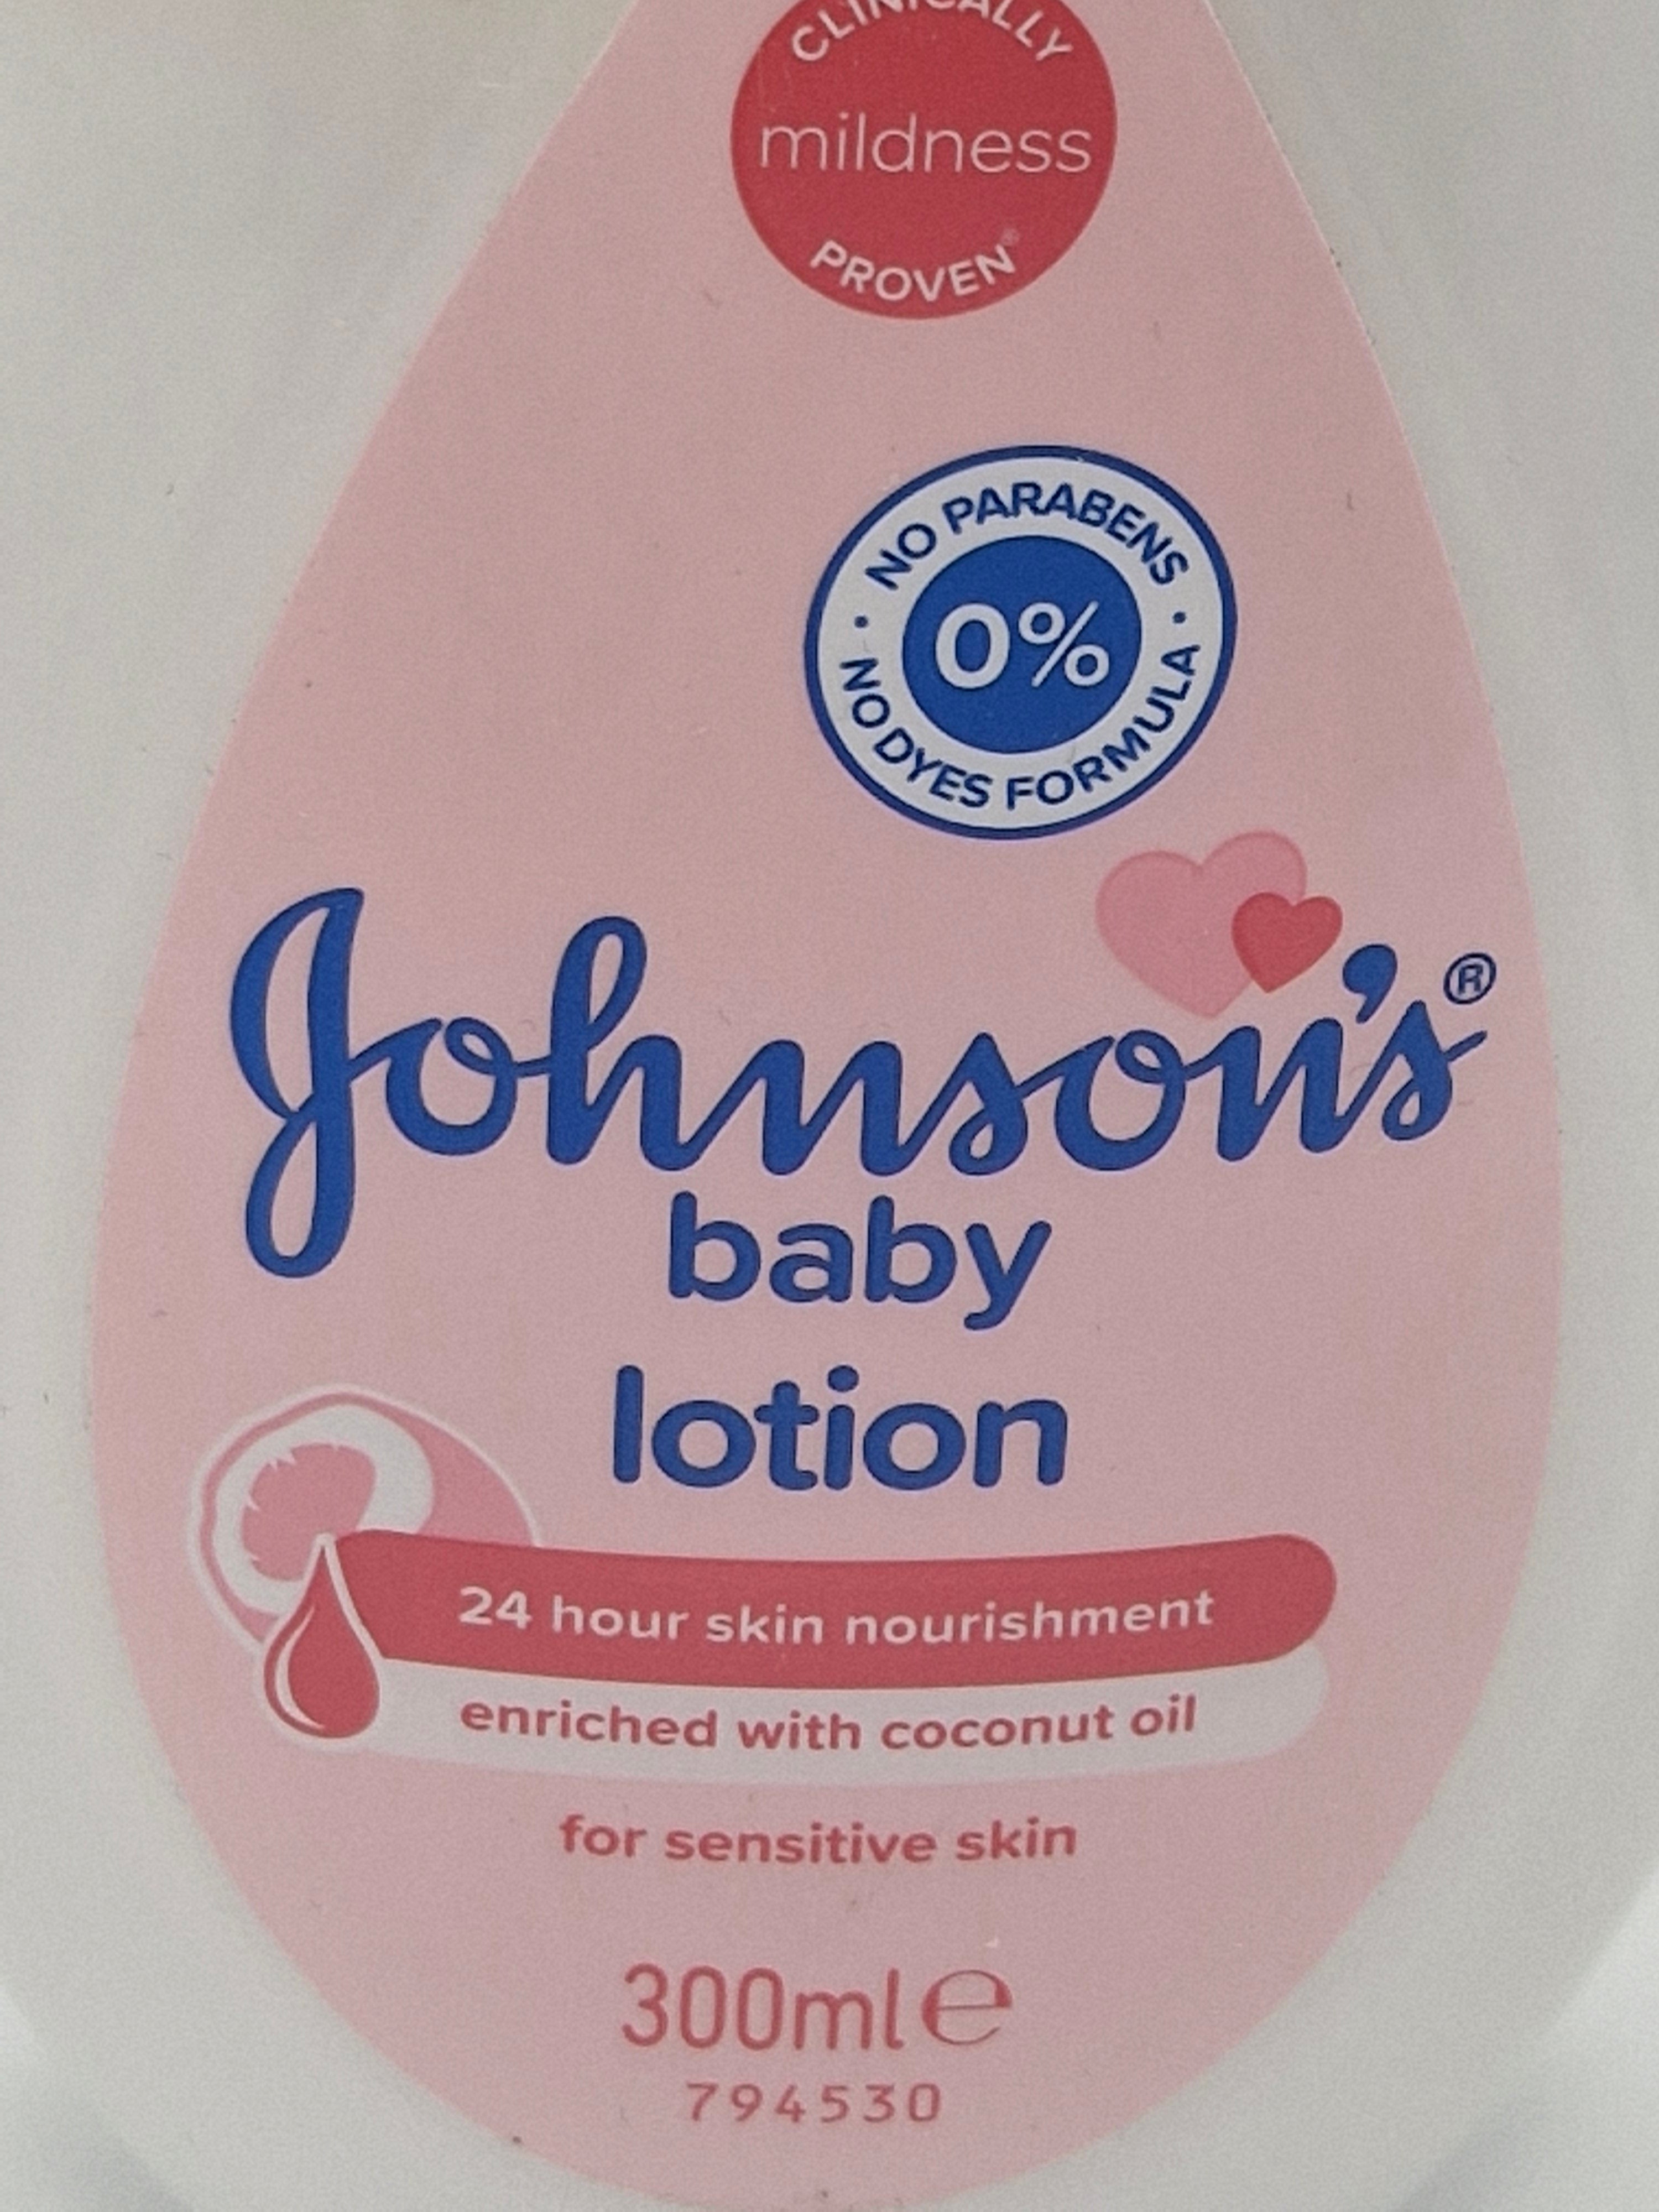 CLINICALLY
mildness
PROVEN®
NO PARABENS
0%
· NO DYES FORMULA ·
Johnson's®
baby
lotion
24 hour skin nourishment
enriched with coconut oil
for sensitive skin
300ml e
794530